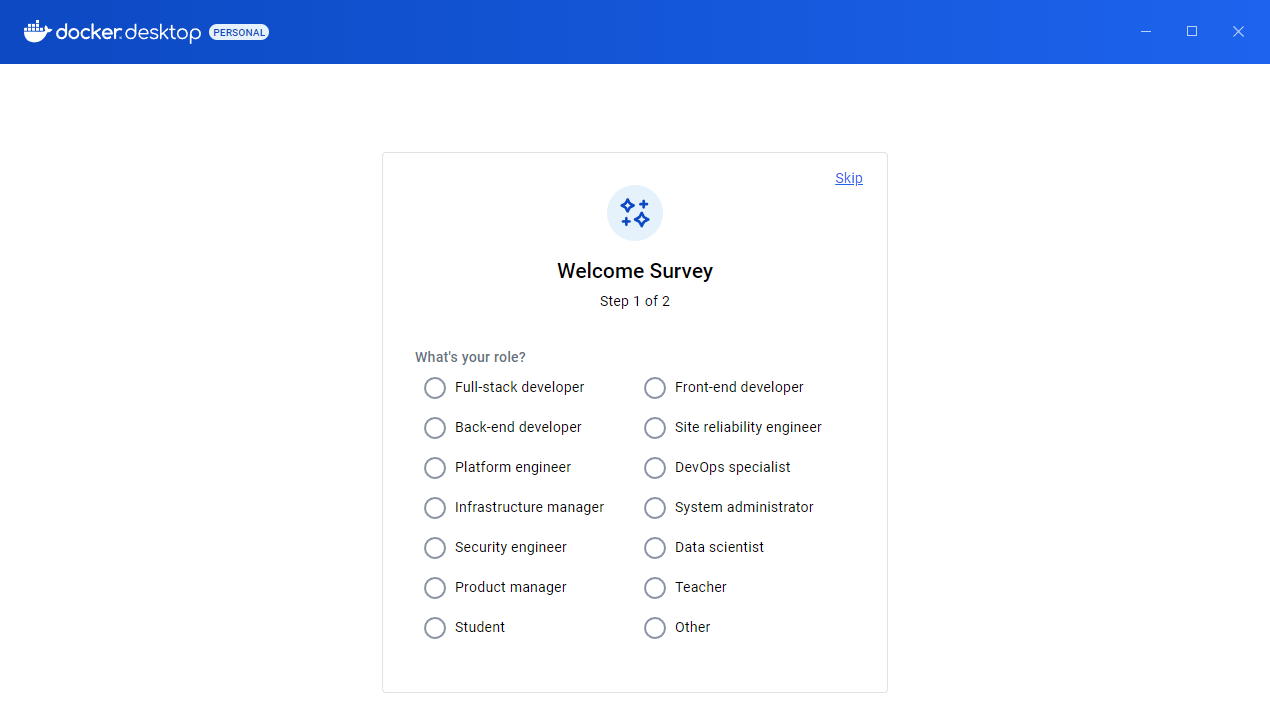 docker desktop PERSONAL
Skip
Welcome Survey
Step 1 of 2
What's your role?
Full-stack developer
Front-end developer
Back-end developer
Site reliability engineer
Platform engineer
DevOps specialist
Infrastructure manager
System administrator
Security engineer
Data scientist
Product manager
Teacher
Student
Other